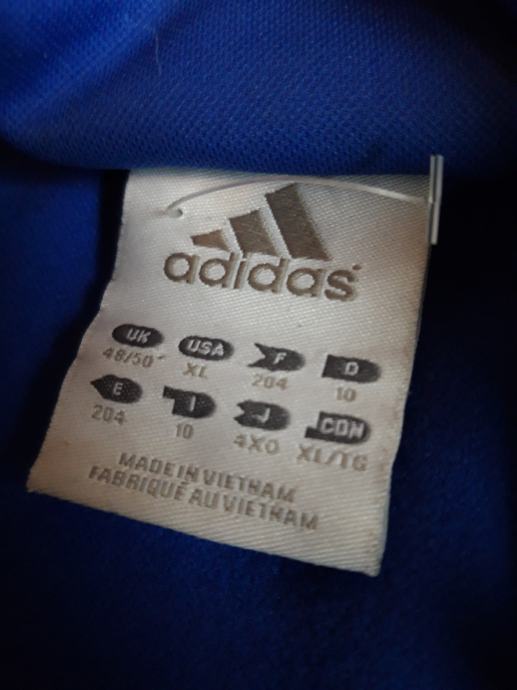 adidas
UK USA F D
48/50 XL 204 10
E I J CDN
204 10 4XO XL/TG
MADE IN VIETNAM
FABRIQUÉ AU VIETNAM